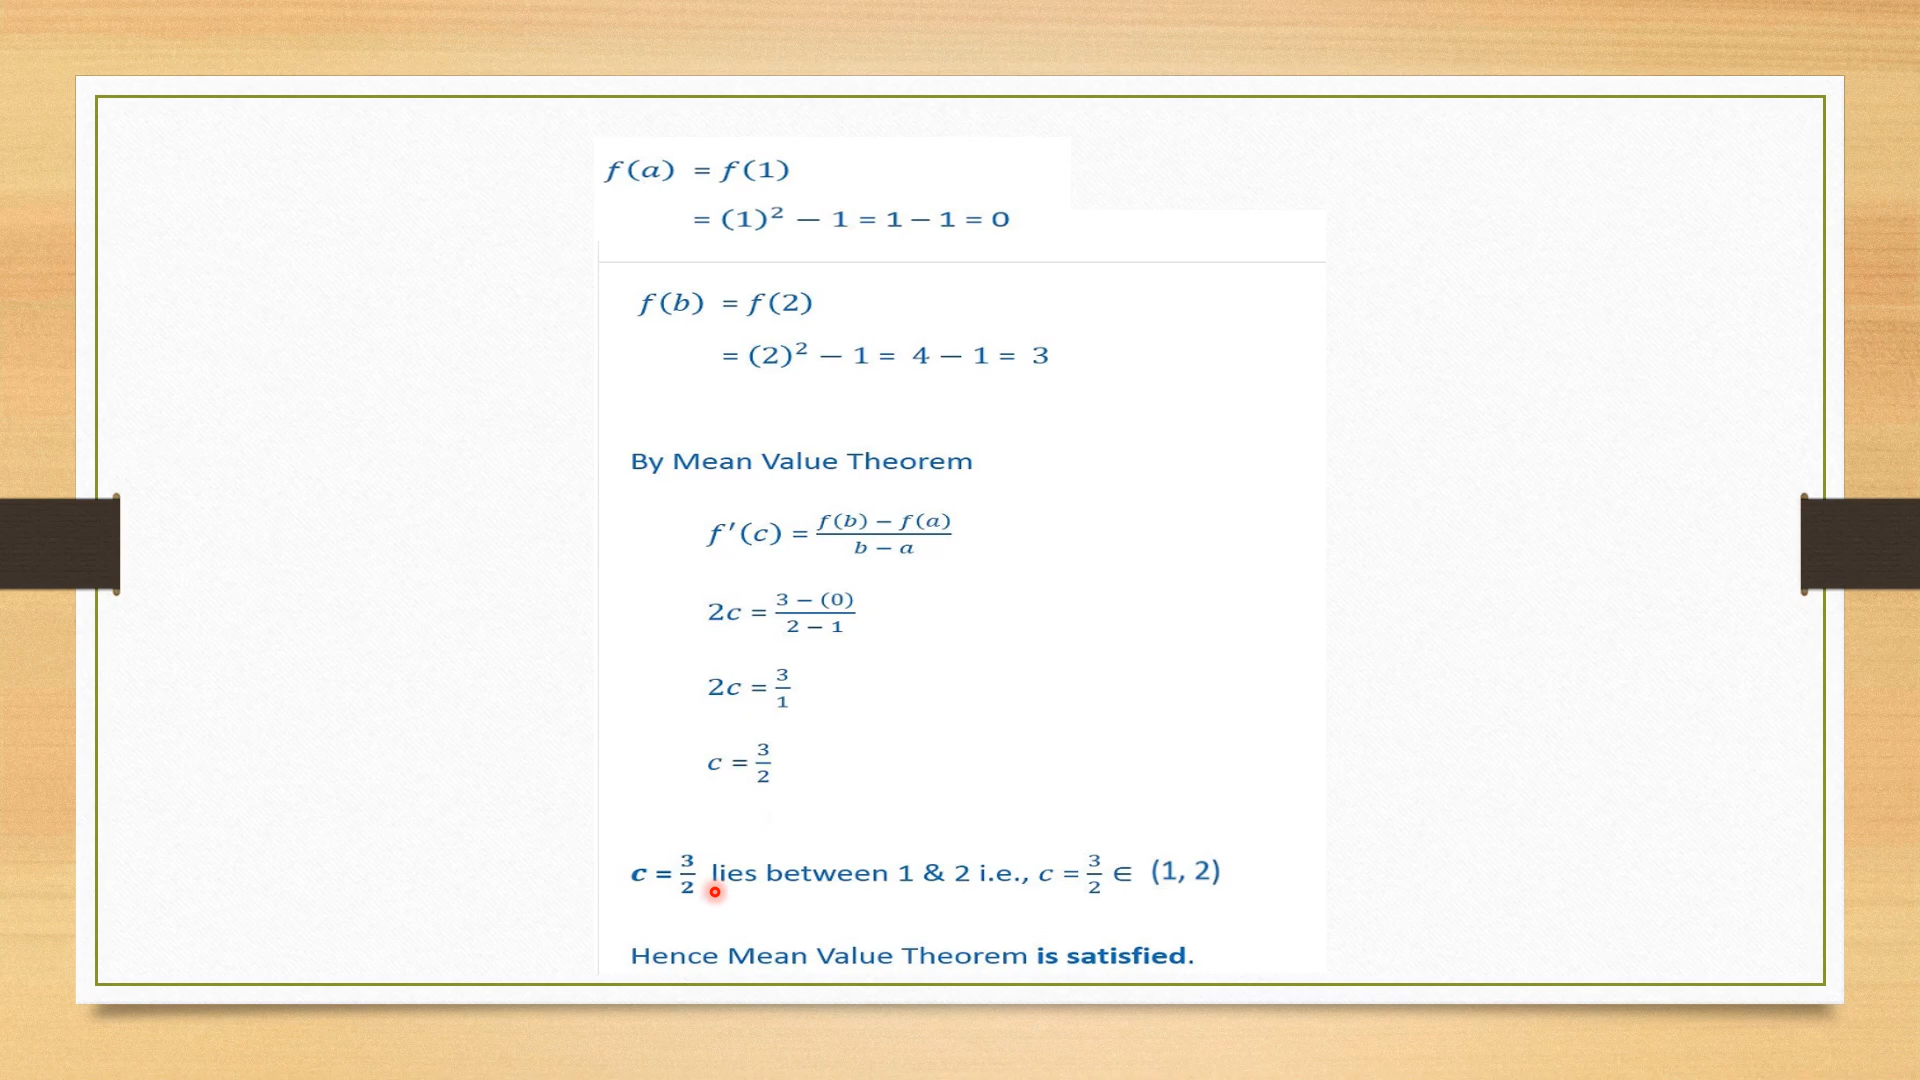 f(a) = f(1)
= (1)² − 1 = 1 − 1 = 0
f(b) = f(2)
= (2)² − 1 = 4 − 1 = 3
By Mean Value Theorem
f′(c) = (f(b) − f(a))/(b − a)
2c = (3 − (0))/(2 − 1)
2c = 3/1
c = 3/2
c = 3/2 lies between 1 & 2 i.e., c = 3/2 ∈ (1, 2)
Hence Mean Value Theorem is satisfied.